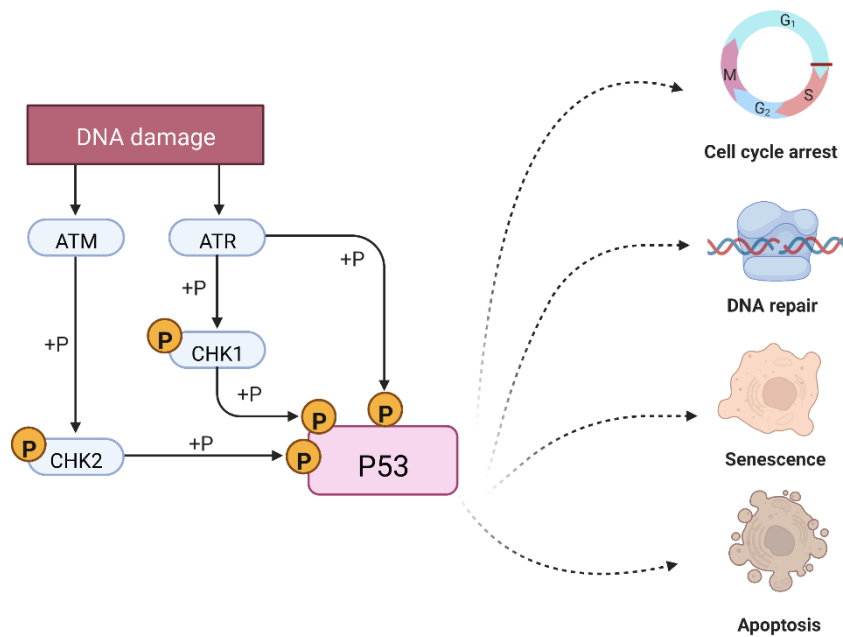 G₁
M
S
G₂
Cell cycle arrest
DNA damage
ATM
ATR
+P
+P
DNA repair
+P
P
CHK1
+P
P
P
Senescence
P
CHK2
+P
P
P53
Apoptosis